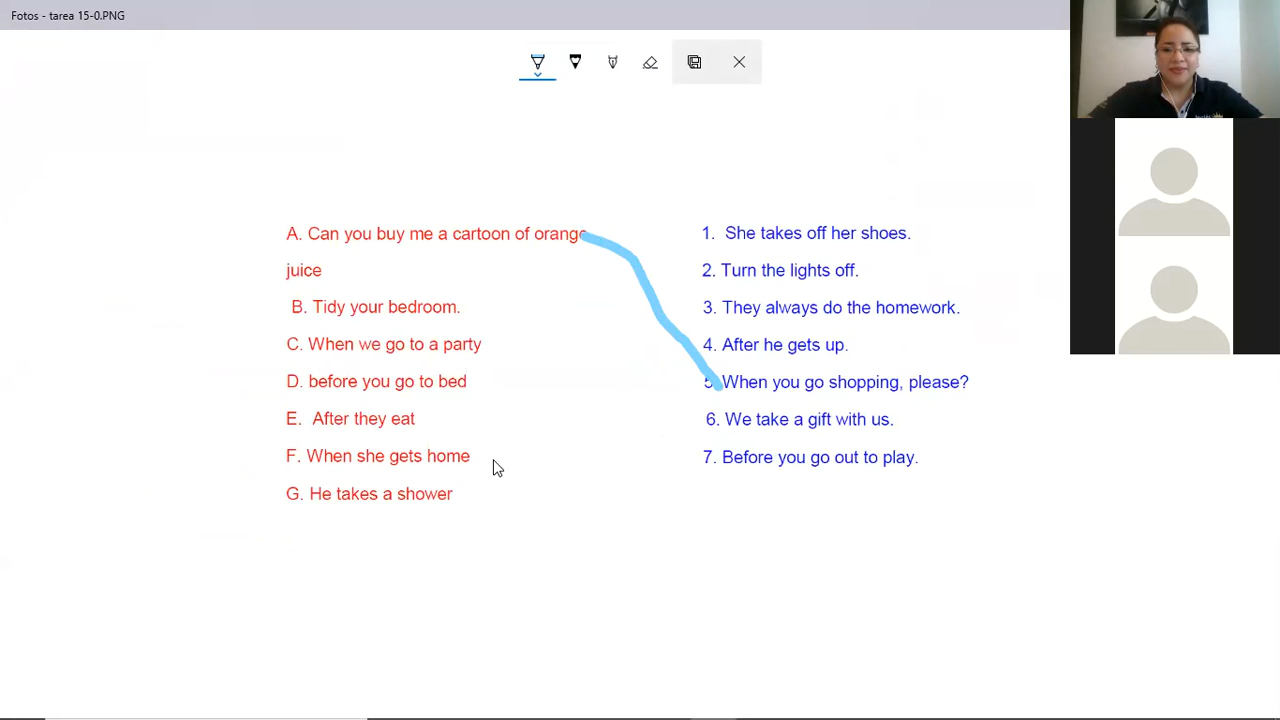 Fotos - tarea 15-0.PNG
A. Can you buy me a cartoon of orange
juice
B. Tidy your bedroom.
C. When we go to a party
D. before you go to bed
E. After they eat
F. When she gets home
G. He takes a shower
1. She takes off her shoes.
2. Turn the lights off.
3. They always do the homework.
4. After he gets up.
5. When you go shopping, please?
6. We take a gift with us.
7. Before you go out to play.